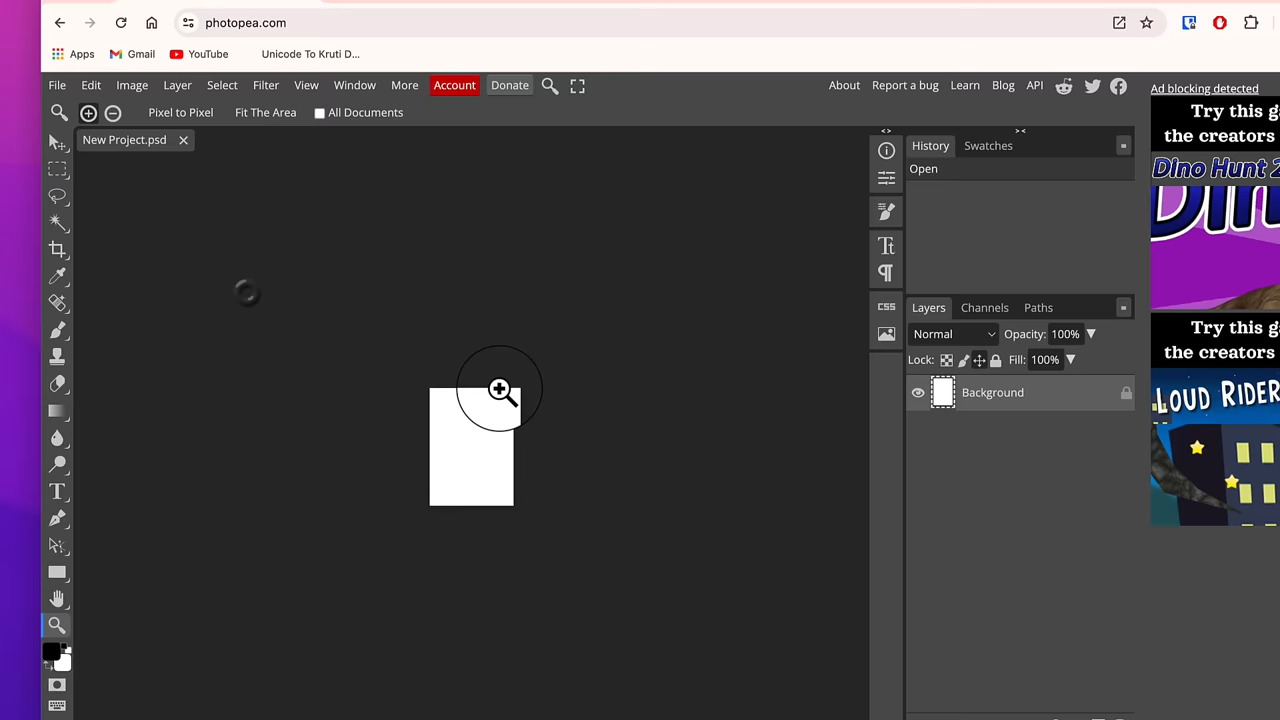 photopea.com
Apps Gmail YouTube Unicode To Kruti D...
File Edit Image Layer Select Filter View Window More Account Donate About Report a bug Learn Blog API
Ad blocking detected
Pixel to Pixel Fit The Area All Documents
Try this
the creators
New Project.psd
History Swatches
Open
Dino Hunt
Layers Channels Paths
Normal Opacity: 100%
Try this
the creators
Lock: Fill: 100%
Background
LOUD RIDER
CSS